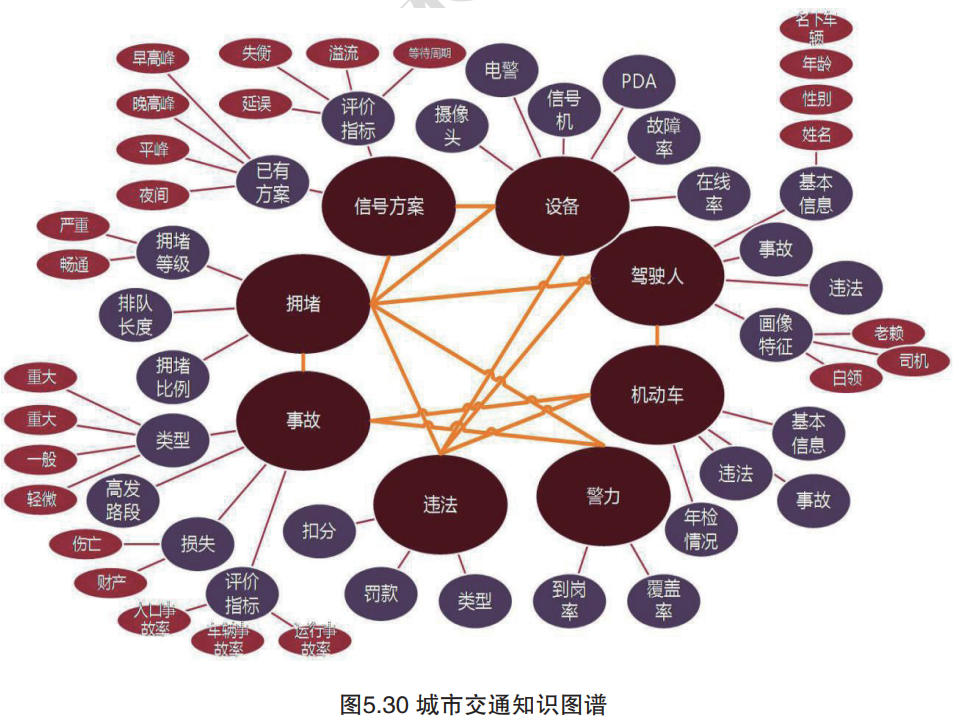 名下车
辆
年龄
性别
姓名
基本
信息
早高峰
晚高峰
平峰
夜间
已有
方案
失衡
溢流
等待周期
延误
评价
指标
信号方案
电警
摄像
头
信号
机
PDA
故障
率
在线
率
设备
驾驶人
事故
违法
画像
特征
老赖
司机
白领
严重
畅通
拥堵
等级
排队
长度
拥堵
比例
拥堵
机动车
基本
信息
违法
事故
年检
情况
事故
重大
重大
一般
轻微
类型
高发
路段
损失
伤亡
财产
评价
指标
人口事
故率
车辆事
故率
运行事
故率
违法
扣分
罚款
类型
警力
到岗
率
覆盖
率
图5.30 城市交通知识图谱